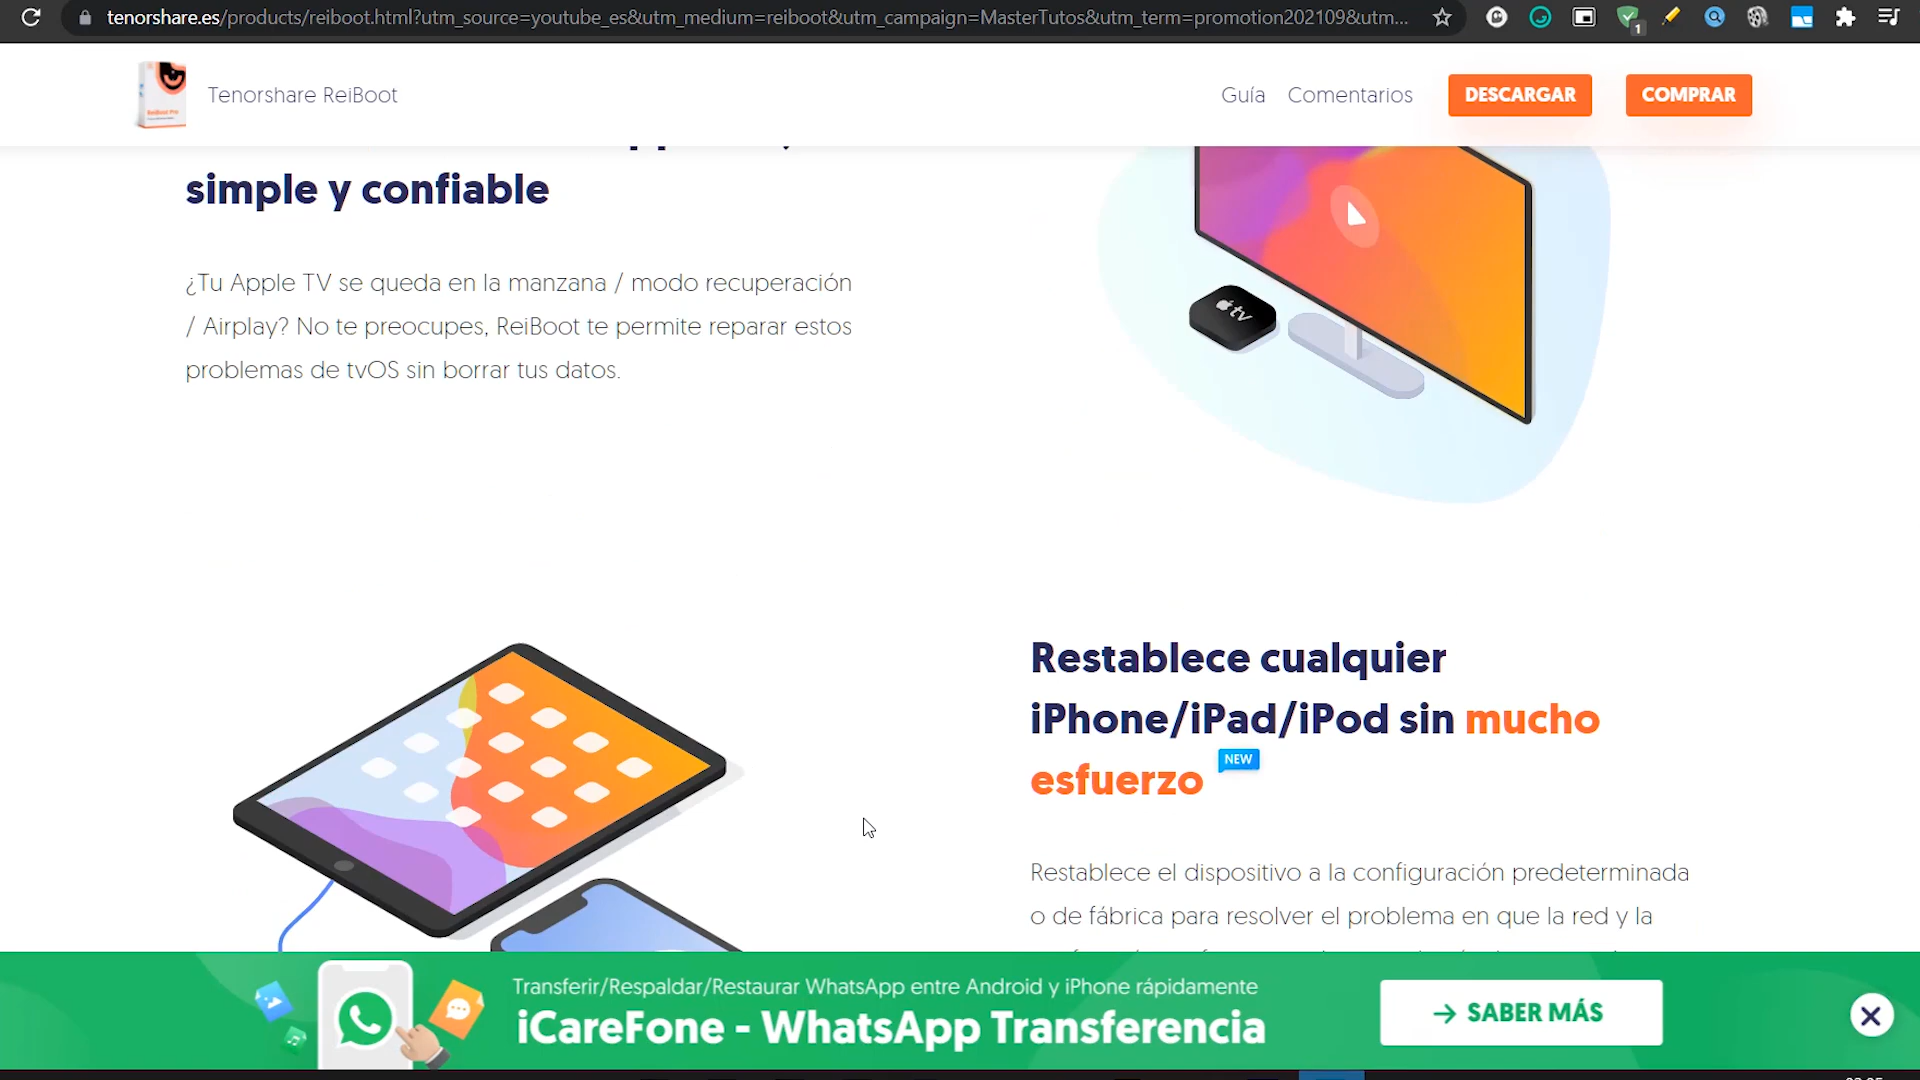 tenorshare.es/products/reiboot.html?utm_source=youtube_es&utm_medium=reiboot&utm_campaign=MasterTutos&utm_term=promotion202109&utm...
1
Tenorshare ReiBoot
Guía
Comentarios
DESCARGAR
COMPRAR
simple y confiable
¿Tu Apple TV se queda en la manzana / modo recuperación
/ Airplay? No te preocupes, ReiBoot te permite reparar estos
problemas de tvOS sin borrar tus datos.
tv
Restablece cualquier
iPhone/iPad/iPod sin mucho
esfuerzo NEW
Restablece el dispositivo a la configuración predeterminada
o de fábrica para resolver el problema en que la red y la
Transferir/Respaldar/Restaurar WhatsApp entre Android y iPhone rápidamente
iCareFone - WhatsApp Transferencia
→ SABER MÁS